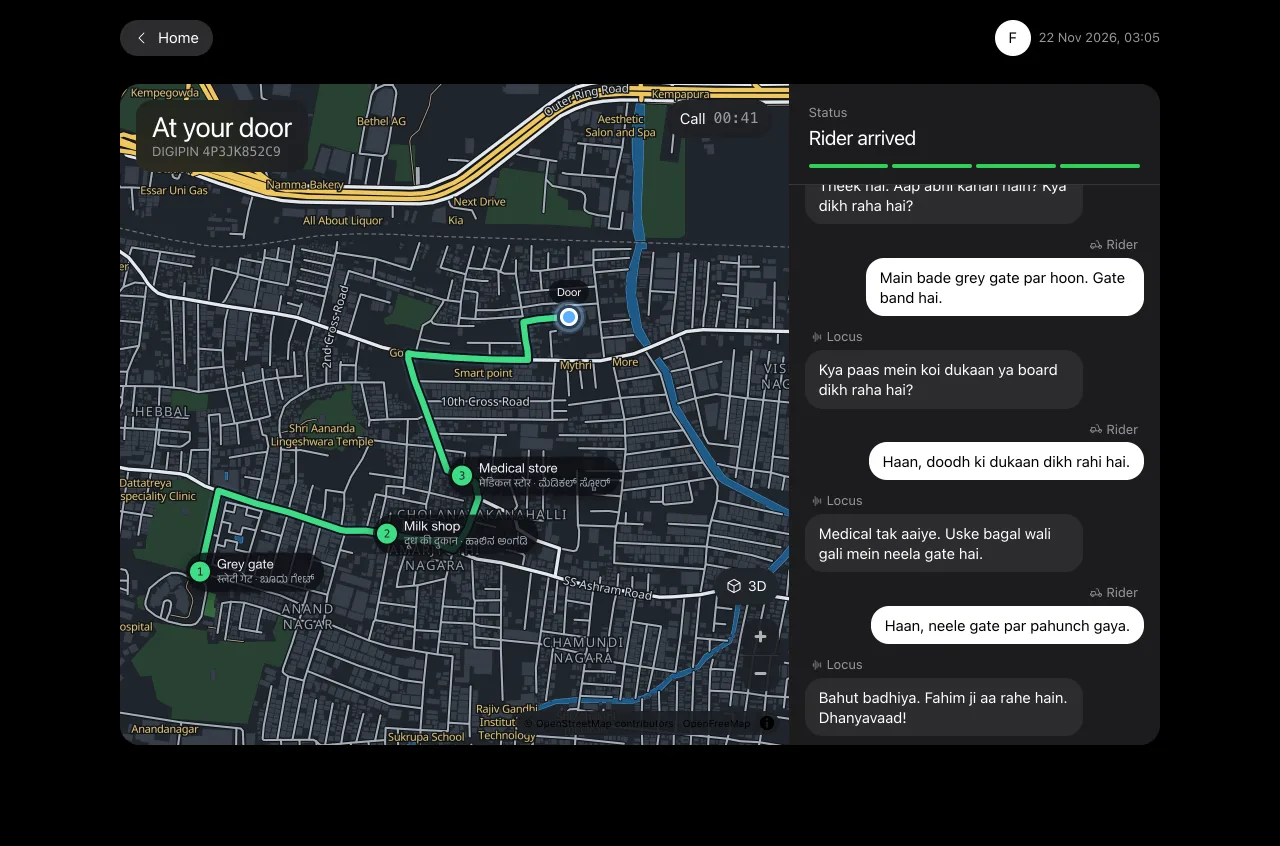 Home
F
22 Nov 2026, 03:05
Kempegowda
At your door
DIGIPIN 4P3JK852C9
Bethel AG
Outer Ring Road
Kempapura
Aesthetic
Salon and Spa
Call 00:41
Essar Uni Gas
Namma Bakery
Next Drive
All About Liquor
Kia
2nd Cross Road
Door
Go
Smart point
Mythri
More
10th Cross Road
HEBBAL
Shri Aananda
Lingeshwara Temple
Dattatreya
speciality Clinic
3
Medical store
मेडिकल स्टोर · ಮೆಡಿಕಲ್ ಸ್ಟೋರ್
CHOLANAYAKANAHALLI
2
Milk shop
दूध की दुकान · ಹಾಲಿನ ಅಂಗಡಿ
NAGARA
1
Grey gate
स्लेटी गेट · ಬೂದು ಗೇಟ್
SS Ashram Road
3D
ANAND
NAGAR
ospital
CHAMUNDI
NAGARA
+
−
Rajiv Gandhi
Institut
Technology
© OpenStreetMap contributors · OpenFreeMap
Anandanagar
Sukrupa School
Status
Rider arrived
Theek hai. Aap abhi kahan hain? Kya
dikh raha hai?
Rider
Main bade grey gate par hoon. Gate
band hai.
Locus
Kya paas mein koi dukaan ya board
dikh raha hai?
Rider
Haan, doodh ki dukaan dikh rahi hai.
Locus
Medical tak aaiye. Uske bagal wali
gali mein neela gate hai.
Rider
Haan, neele gate par pahunch gaya.
Locus
Bahut badhiya. Fahim ji aa rahe hain.
Dhanyavaad!